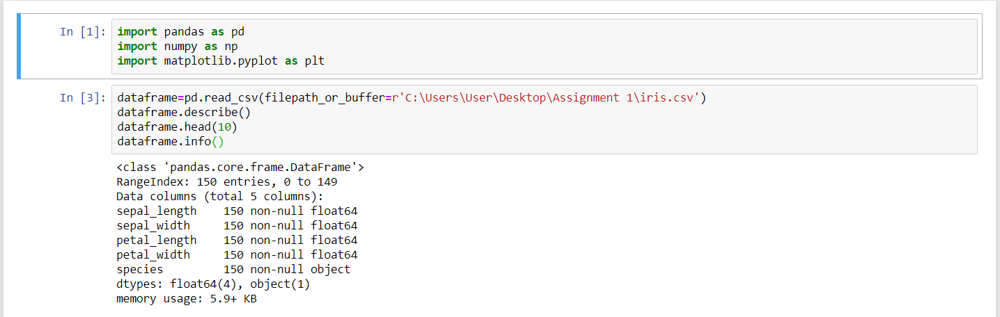 In [1]: import pandas as pd
import numpy as np
import matplotlib.pyplot as plt
In [3]: dataframe=pd.read_csv(filepath_or_buffer=r'C:\Users\User\Desktop\Assignment 1\iris.csv')
dataframe.describe()
dataframe.head(10)
dataframe.info()
<class 'pandas.core.frame.DataFrame'>
RangeIndex: 150 entries, 0 to 149
Data columns (total 5 columns):
sepal_length    150 non-null float64
sepal_width     150 non-null float64
petal_length    150 non-null float64
petal_width     150 non-null float64
species         150 non-null object
dtypes: float64(4), object(1)
memory usage: 5.9+ KB